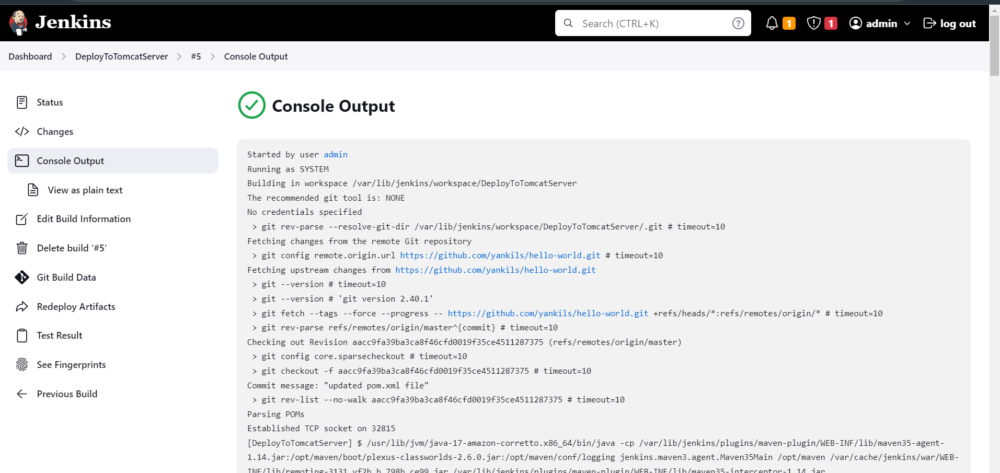 Jenkins
Search (CTRL+K)
?
1
1
admin
log out
Dashboard
DeployToTomcatServer
#5
Console Output
Status
Changes
Console Output
View as plain text
Edit Build Information
Delete build ‘#5’
Git Build Data
Redeploy Artifacts
Test Result
See Fingerprints
Previous Build
Console Output
Started by user admin
Running as SYSTEM
Building in workspace /var/lib/jenkins/workspace/DeployToTomcatServer
The recommended git tool is: NONE
No credentials specified
 > git rev-parse --resolve-git-dir /var/lib/jenkins/workspace/DeployToTomcatServer/.git # timeout=10
Fetching changes from the remote Git repository
 > git config remote.origin.url https://github.com/yankils/hello-world.git # timeout=10
Fetching upstream changes from https://github.com/yankils/hello-world.git
 > git --version # timeout=10
 > git --version # 'git version 2.40.1'
 > git fetch --tags --force --progress -- https://github.com/yankils/hello-world.git +refs/heads/*:refs/remotes/origin/* # timeout=10
 > git rev-parse refs/remotes/origin/master^{commit} # timeout=10
Checking out Revision aacc9fa39ba3ca8f46cfd0019f35ce4511287375 (refs/remotes/origin/master)
 > git config core.sparsecheckout # timeout=10
 > git checkout -f aacc9fa39ba3ca8f46cfd0019f35ce4511287375 # timeout=10
Commit message: "updated pom.xml file"
 > git rev-list --no-walk aacc9fa39ba3ca8f46cfd0019f35ce4511287375 # timeout=10
Parsing POMs
Established TCP socket on 32815
[DeployToTomcatServer] $ /usr/lib/jvm/java-17-amazon-corretto.x86_64/bin/java -cp /var/lib/jenkins/plugins/maven-plugin/WEB-INF/lib/maven35-agent-
1.14.jar:/opt/maven/boot/plexus-classworlds-2.6.0.jar:/opt/maven/conf/logging jenkins.maven3.agent.Maven35Main /opt/maven /var/cache/jenkins/war/WEB-
/var/lib/jenkins/plugins/maven-plugin/WEB-INF/lib/maven35-interceptor-1.14.jar